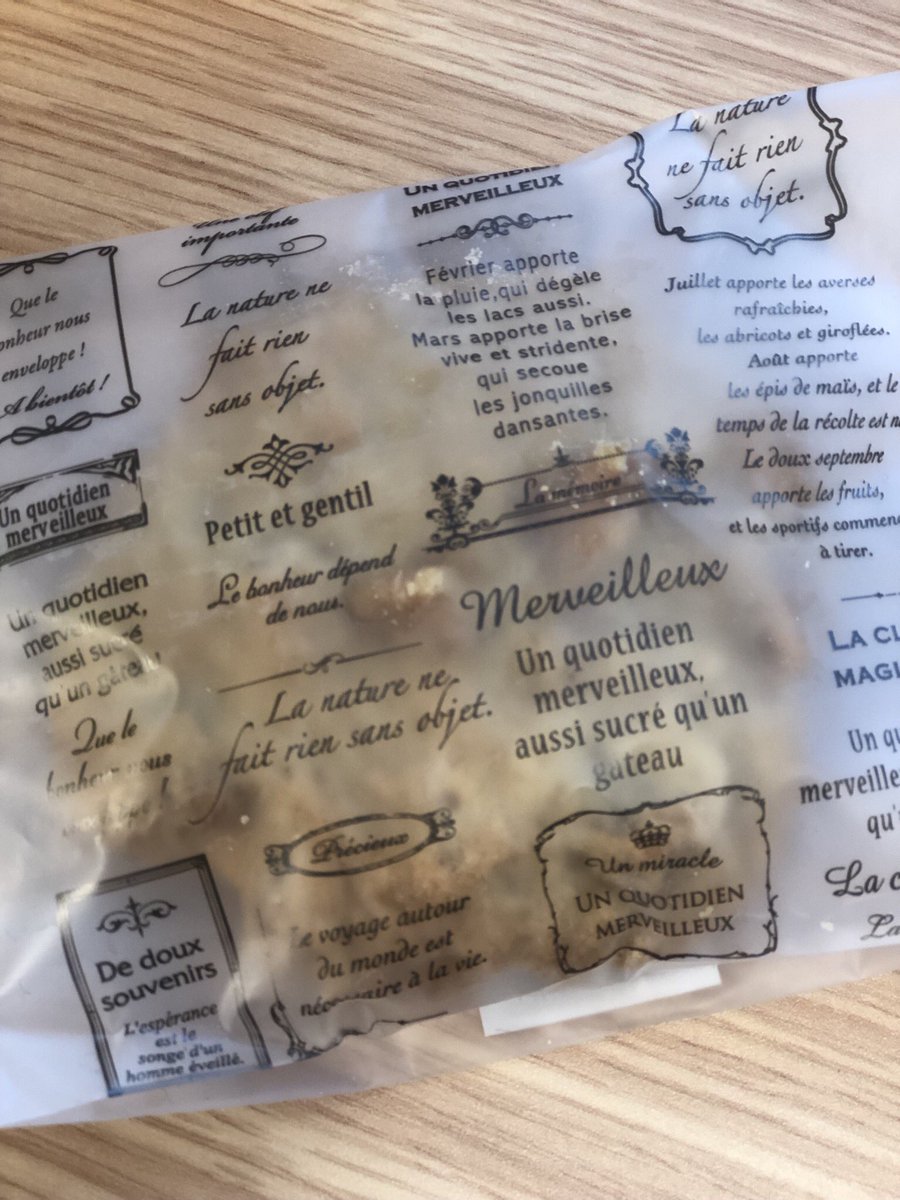 Que le
nous
enveloppe !
A bientôt !
Un quotidien
merveilleux
Un quotidien
merveilleux,
aussi sucré
qu'un
Que le
De doux
souvenirs
L'espérance
est le
songe d'un
homme éveillé.
importante
La nature ne
fait rien
sans objet.
Petit et gentil
Le bonheur dépend
de nous.
La nature ne
fait rien sans objet.
Précieux
Le voyage autour
du monde est
à la vie.
UN QUOTIDIEN
MERVEILLEUX
Février apporte
la pluie,qui dégèle
les lacs aussi.
Mars apporte la brise
vive et stridente,
qui secoue
les jonquilles
dansantes.
La mémoire
Merveilleux
Un quotidien
merveilleux,
aussi sucré qu'un
gateau
Un miracle
UN QUOTIDIEN
MERVEILLEUX
La nature
ne fait rien
sans objet.
Juillet apporte les averses
rafraîchies,
les abricots et giroflées.
Août apporte
les épis de maïs, et le
temps de la récolte est
Le doux septembre
apporte les fruits,
et les sportifs
à tirer.
LA
Un
qu'
La
La